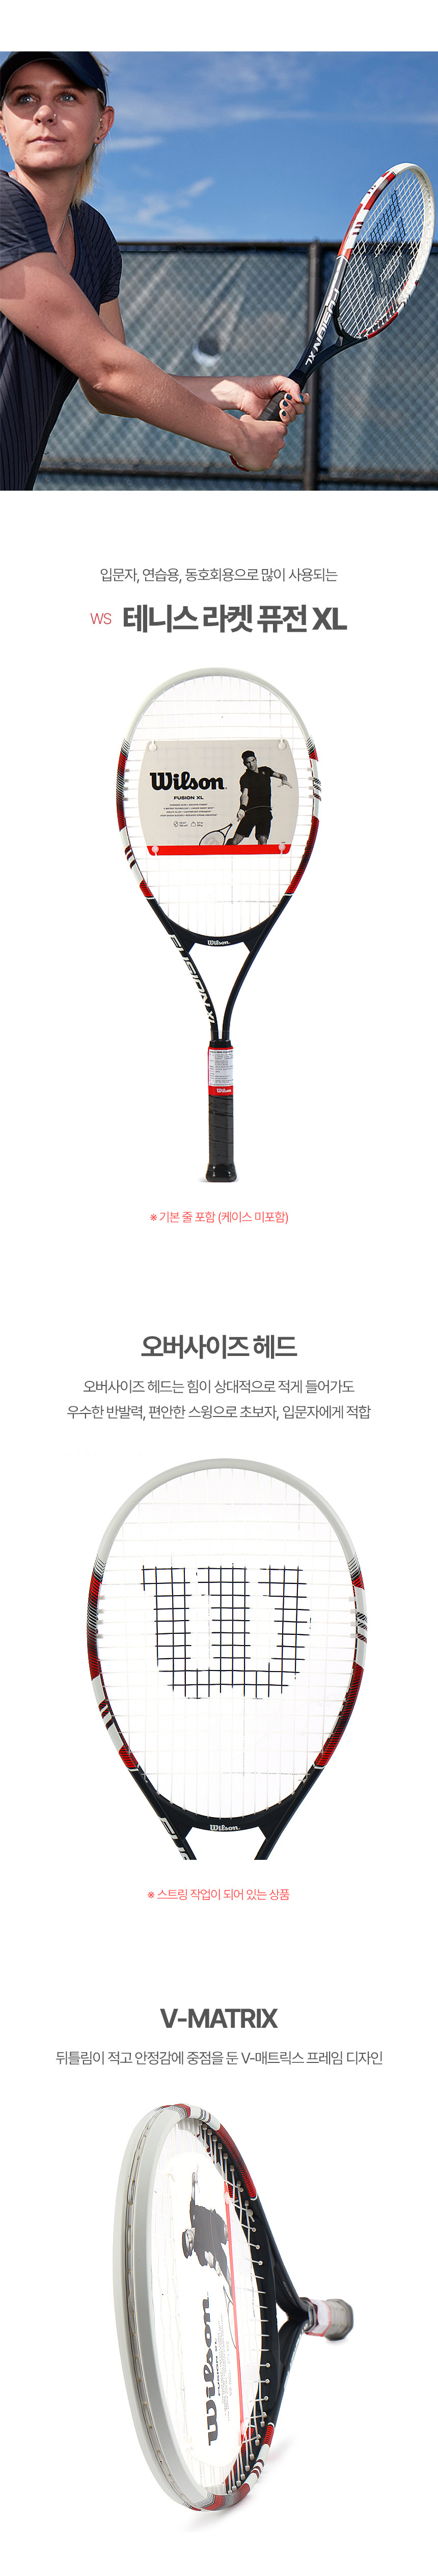 FUSION XL
입문자, 연습용, 동호회용으로 많이 사용되는
WS 테니스 라켓 퓨전 XL
Wilson
FUSION XL
Wilson.
FUSION XL
Wilson
※ 기본 줄 포함 (케이스 미포함)
오버사이즈 헤드
오버사이즈 헤드는 힘이 상대적으로 적게 들어가도
우수한 반발력, 편안한 스윙으로 초보자, 입문자에게 적합
Wilson.
※ 스트링 작업이 되어 있는 상품
V-MATRIX
뒤틀림이 적고 안정감에 중점을 둔 V-매트릭스 프레임 디자인
Wilson